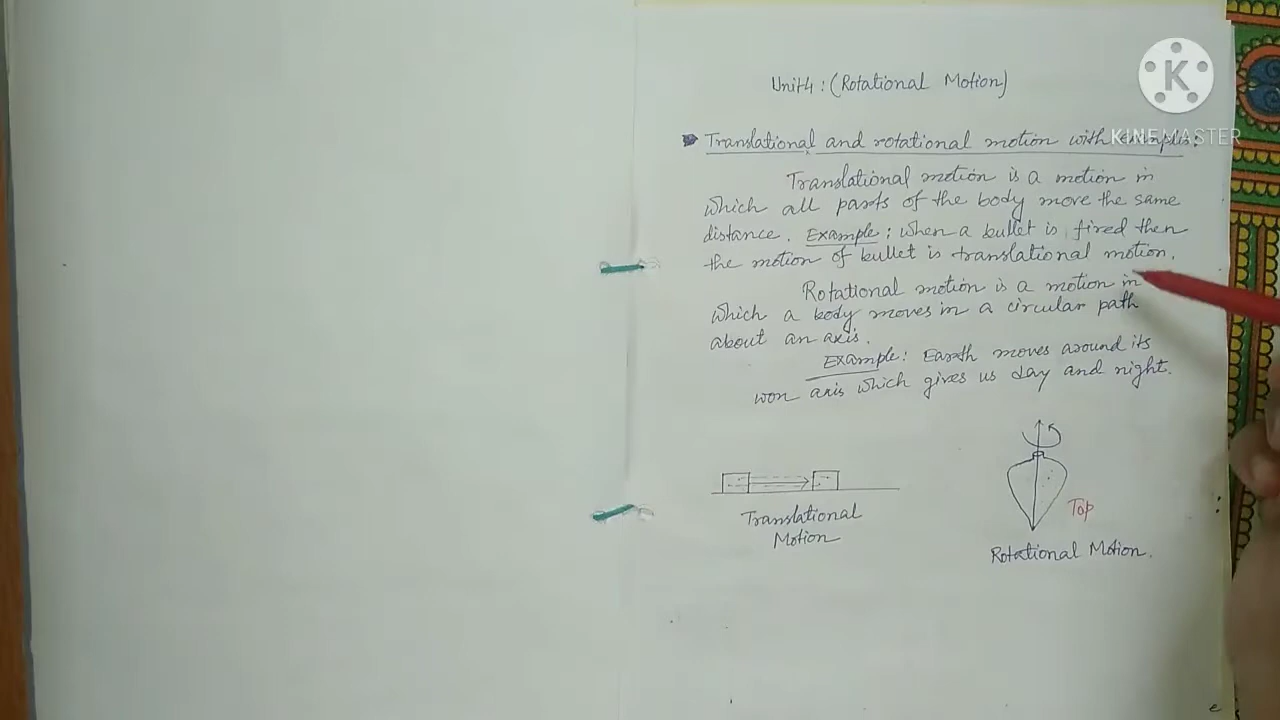 Unit4 : (Rotational Motion)
Translational and rotational motion with examples:
Translational motion is a motion in
which all parts of the body move the same
distance. Example : when a bullet is fired then
the motion of bullet is translational motion.
Rotational motion is a motion in
which a body moves in a circular path
about an axis.
Example: Earth moves around its
won axis which gives us day and night.
Translational
Motion
Top
Rotational Motion.
K
KINEMASTER